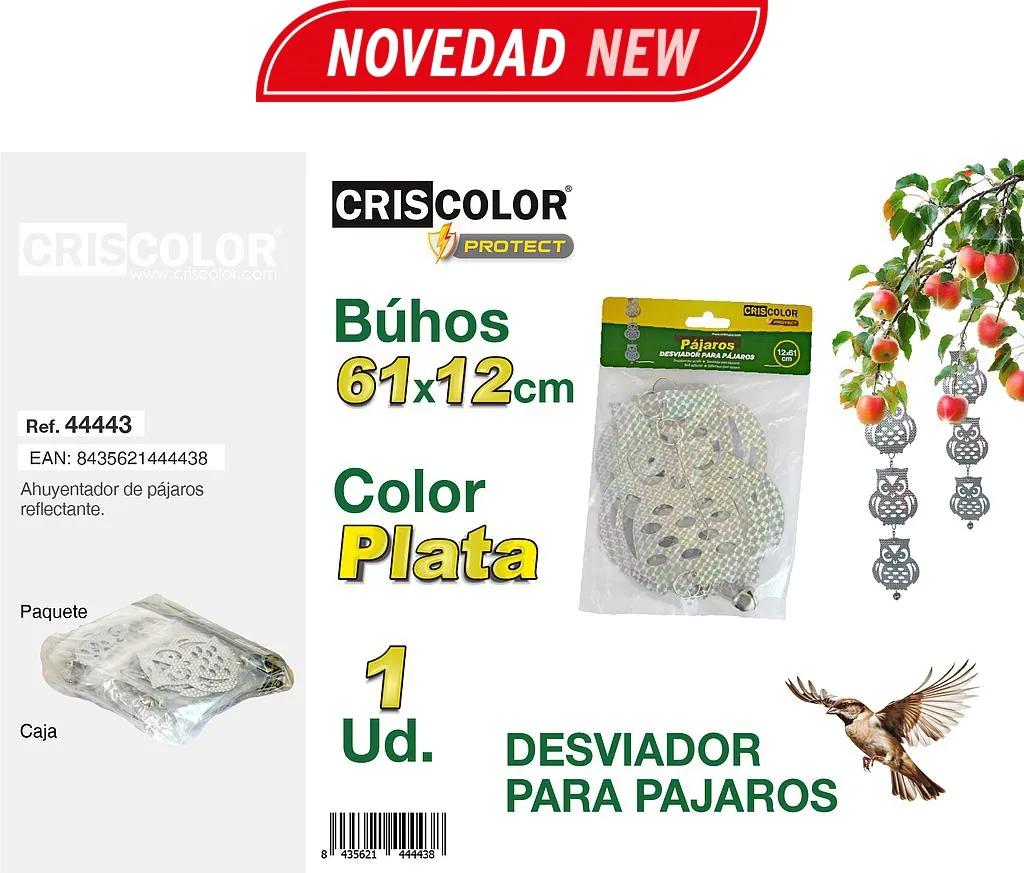 NOVEDAD NEW
CRISCOLOR®
www.criscolor.com
Ref. 44443
EAN: 8435621444438
Ahuyentador de pájaros
reflectante.
Paquete
Caja
CRISCOLOR®
PROTECT
Búhos
61x12cm
Color
Plata
1
Ud.
CRISCOLOR
PROTECT
Pájaros
DESVIADOR PARA PÁJAROS
12x61
cm
DESVIADOR
PARA PAJAROS
8 435621 444438